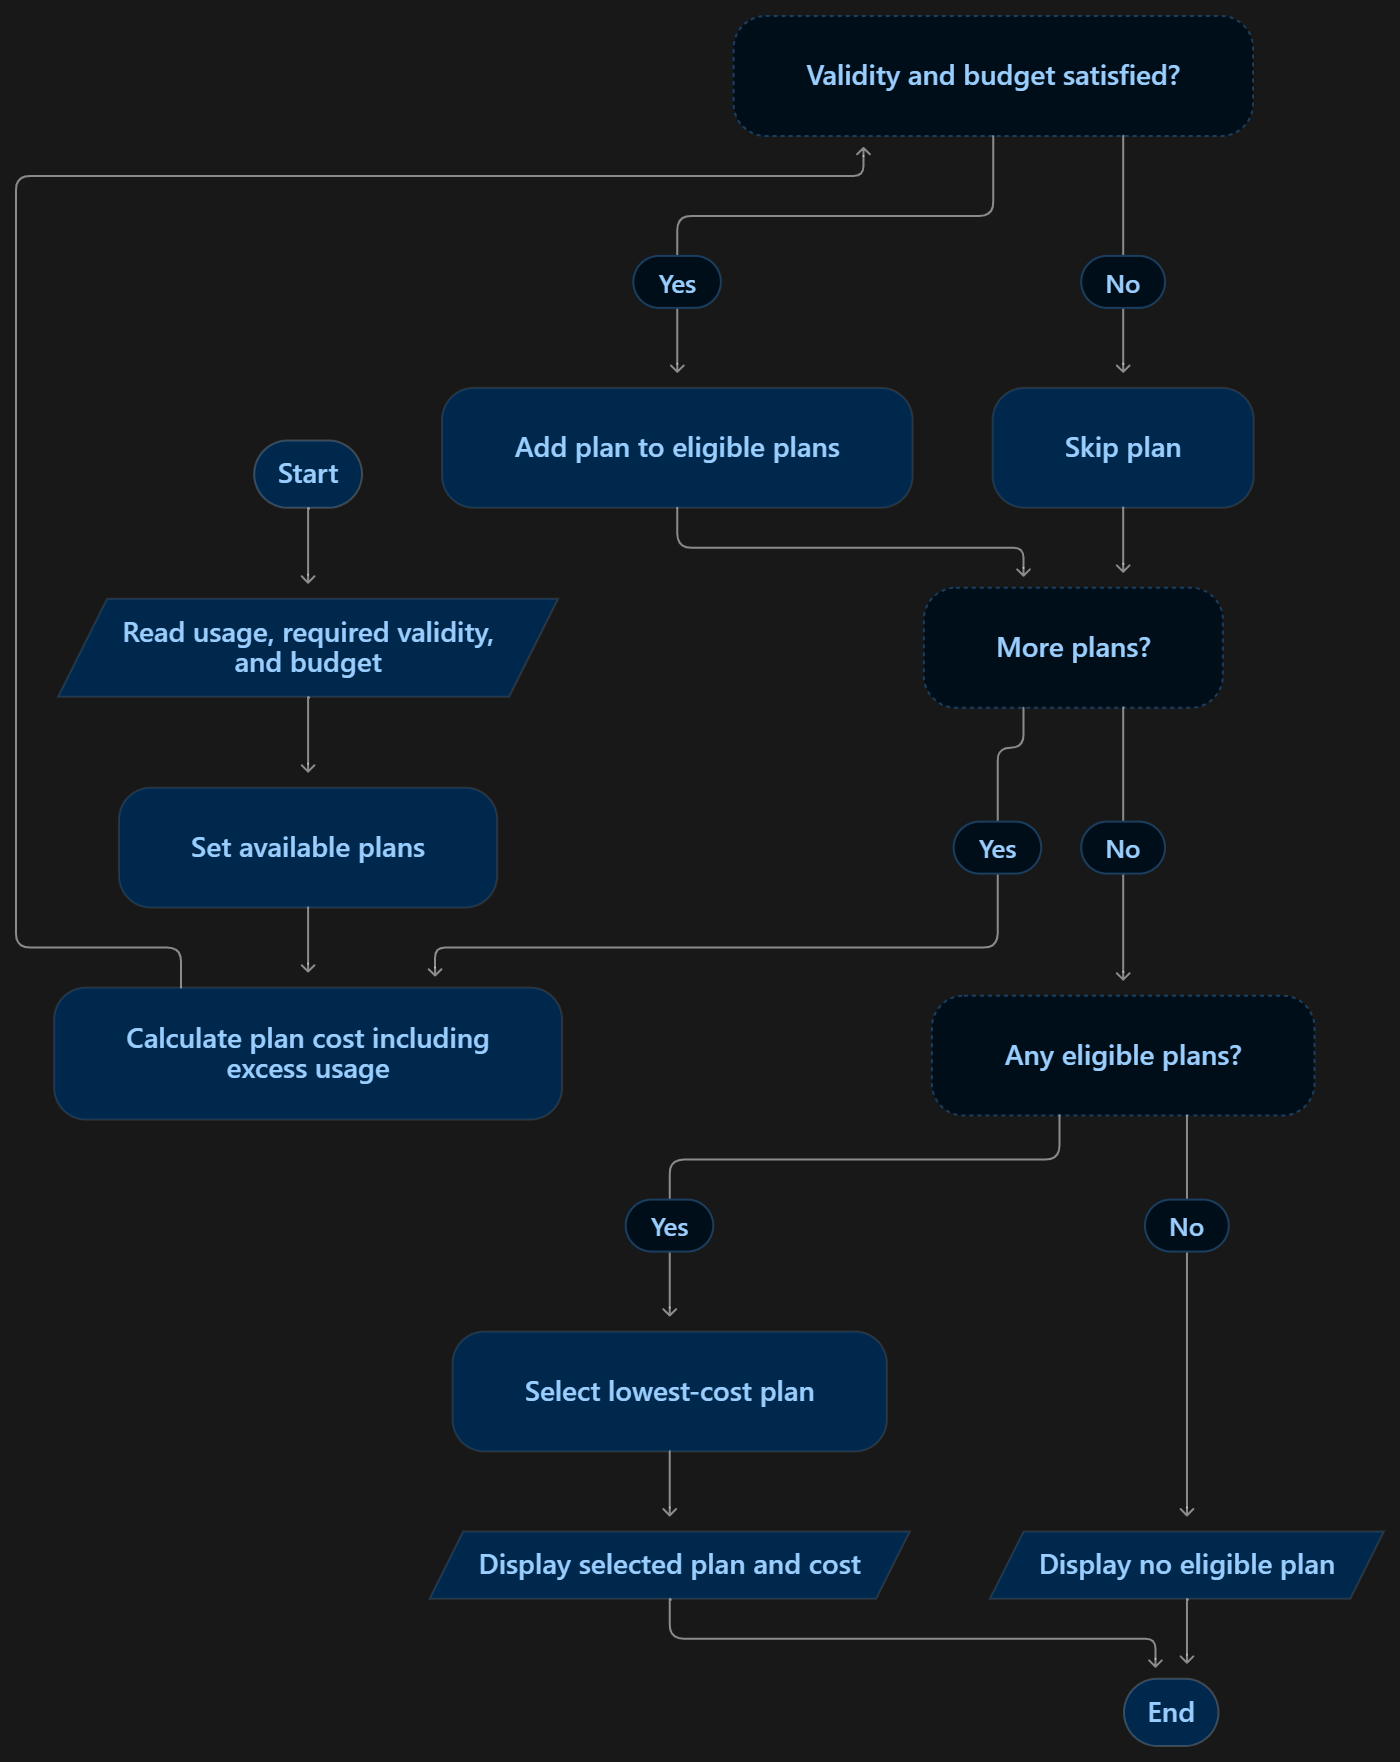 Validity and budget satisfied?
Yes
No
Add plan to eligible plans
Skip plan
Start
Read usage, required validity,
and budget
More plans?
Set available plans
Yes
No
Calculate plan cost including
excess usage
Any eligible plans?
Yes
No
Select lowest-cost plan
Display selected plan and cost
Display no eligible plan
End